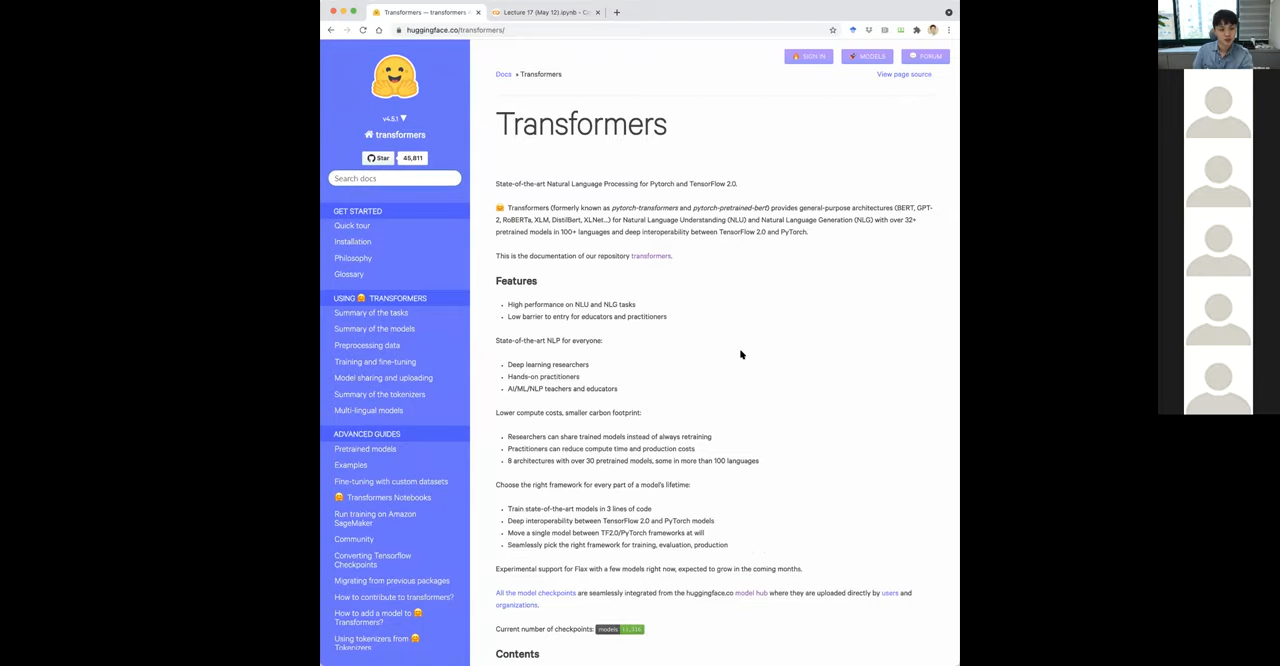 Transformers — transformers
Lecture 17 (May 12).ipynb - C
huggingface.co/transformers/
SIGN IN
MODELS
FORUM
v4.5.1
transformers
Star
45,811
Search docs
GET STARTED
Quick tour
Installation
Philosophy
Glossary
USING 🤗 TRANSFORMERS
Summary of the tasks
Summary of the models
Preprocessing data
Training and fine-tuning
Model sharing and uploading
Summary of the tokenizers
Multi-lingual models
ADVANCED GUIDES
Pretrained models
Examples
Fine-tuning with custom datasets
🤗 Transformers Notebooks
Run training on Amazon
SageMaker
Community
Converting Tensorflow
Checkpoints
Migrating from previous packages
How to contribute to transformers?
How to add a model to 🤗
Transformers?
Using tokenizers from 🤗
Tokenizers
Docs » Transformers
View page source
Transformers
State-of-the-art Natural Language Processing for Pytorch and TensorFlow 2.0.
🤗 Transformers (formerly known as pytorch-transformers and pytorch-pretrained-bert) provides general-purpose architectures (BERT, GPT-
2, RoBERTa, XLM, DistilBert, XLNet...) for Natural Language Understanding (NLU) and Natural Language Generation (NLG) with over 32+
pretrained models in 100+ languages and deep interoperability between TensorFlow 2.0 and PyTorch.
This is the documentation of our repository transformers.
Features
• High performance on NLU and NLG tasks
• Low barrier to entry for educators and practitioners
State-of-the-art NLP for everyone:
• Deep learning researchers
• Hands-on practitioners
• AI/ML/NLP teachers and educators
Lower compute costs, smaller carbon footprint:
• Researchers can share trained models instead of always retraining
• Practitioners can reduce compute time and production costs
• 8 architectures with over 30 pretrained models, some in more than 100 languages
Choose the right framework for every part of a model's lifetime:
• Train state-of-the-art models in 3 lines of code
• Deep interoperability between TensorFlow 2.0 and PyTorch models
• Move a single model between TF2.0/PyTorch frameworks at will
• Seamlessly pick the right framework for training, evaluation, production
Experimental support for Flax with a few models right now, expected to grow in the coming months.
All the model checkpoints are seamlessly integrated from the huggingface.co model hub where they are uploaded directly by users and
organizations.
Current number of checkpoints: models
Contents